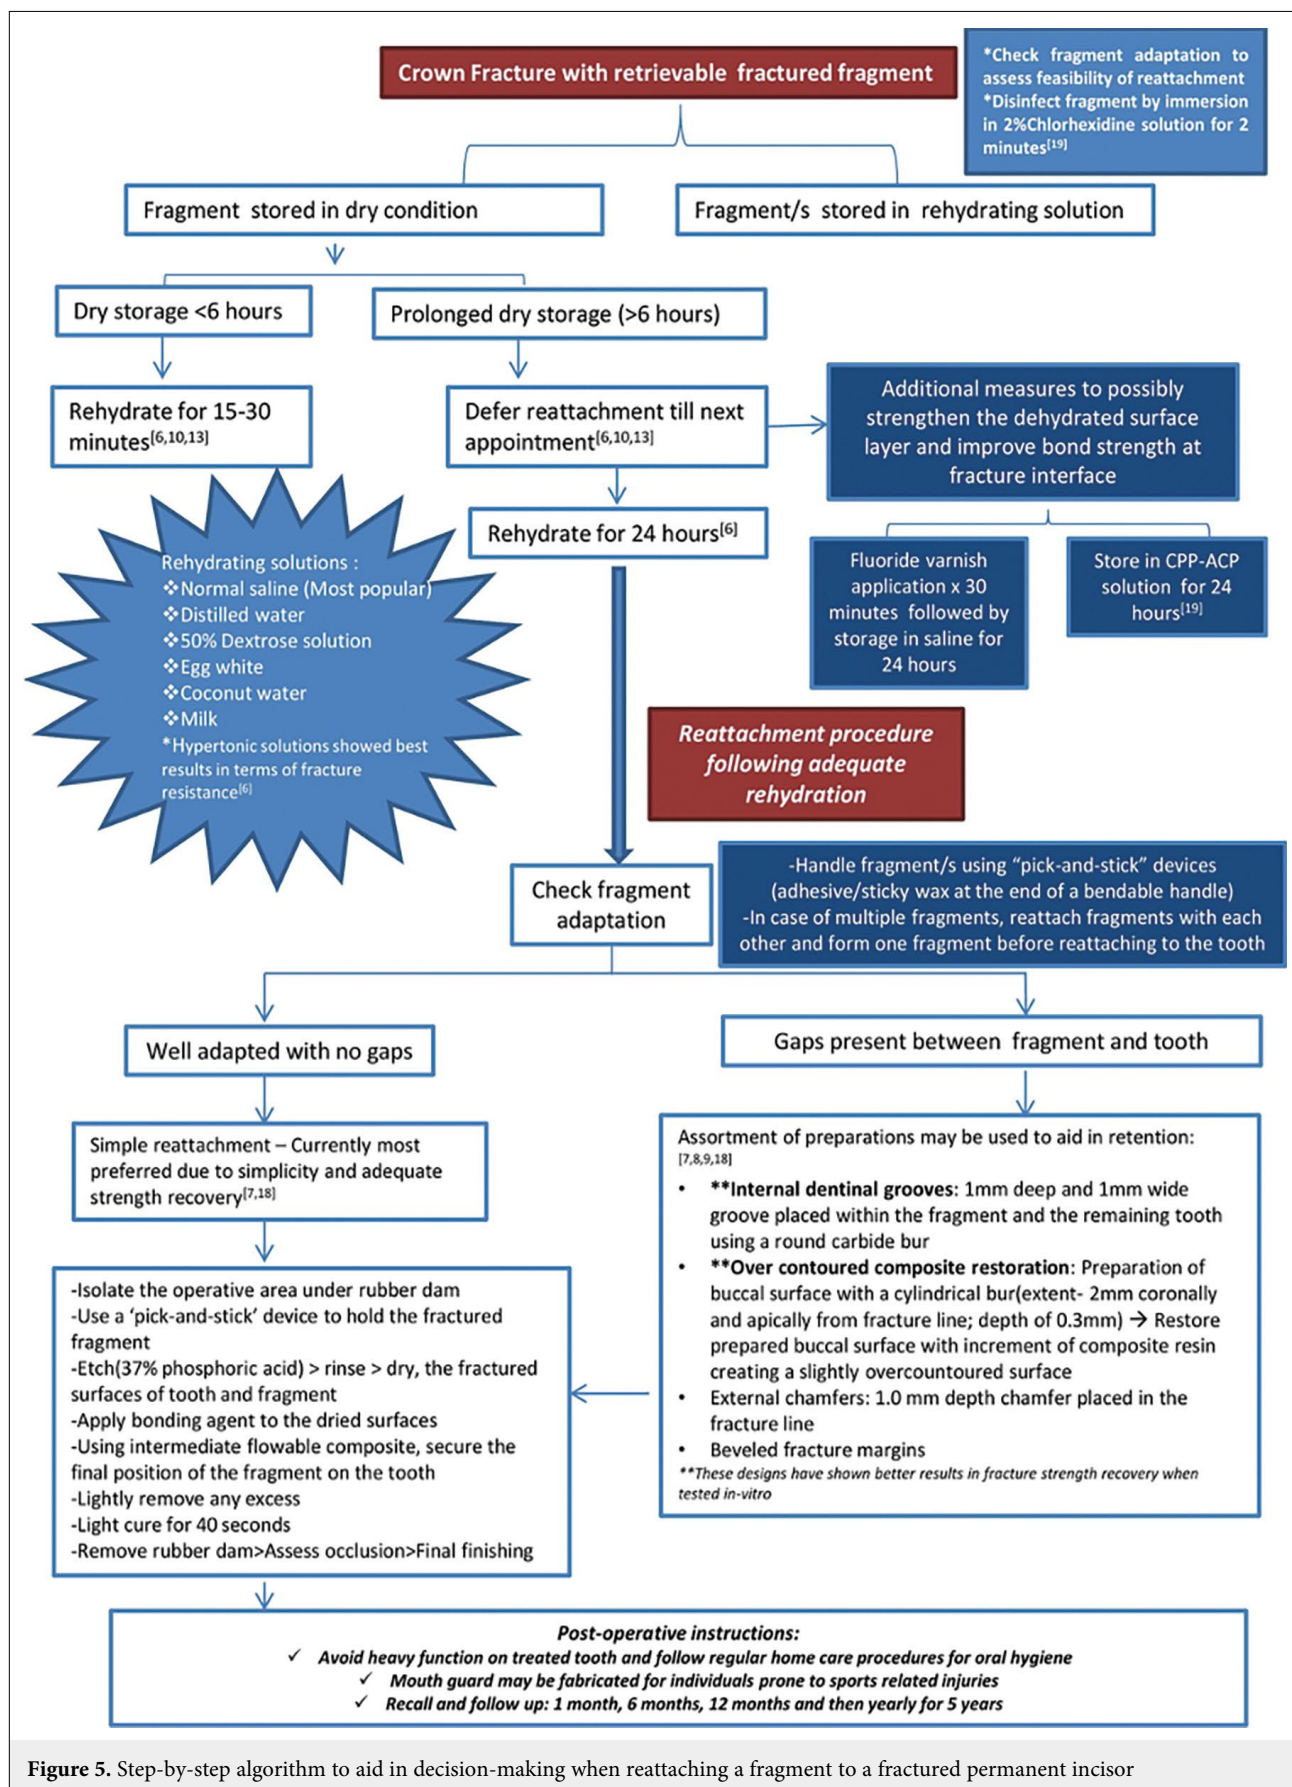 Crown Fracture with retrievable fractured fragment
*Check fragment adaptation to
assess feasibility of reattachment
*Disinfect fragment by immersion
in 2%Chlorhexidine solution for 2
minutes[19]
Fragment stored in dry condition
Fragment/s stored in rehydrating solution
Dry storage <6 hours
Prolonged dry storage (>6 hours)
Rehydrate for 15-30
minutes[6,10,13]
Defer reattachment till next
appointment[6,10,13]
Additional measures to possibly
strengthen the dehydrated surface
layer and improve bond strength at
fracture interface
Rehydrate for 24 hours[6]
Fluoride varnish
application x 30
minutes followed by
storage in saline for
24 hours
Store in CPP-ACP
solution for 24
hours[19]
Rehydrating solutions :
❖Normal saline (Most popular)
❖Distilled water
❖50% Dextrose solution
❖Egg white
❖Coconut water
❖Milk
*Hypertonic solutions showed best
results in terms of fracture
resistance[6]
Reattachment procedure
following adequate
rehydration
Check fragment
adaptation
-Handle fragment/s using “pick-and-stick” devices
(adhesive/sticky wax at the end of a bendable handle)
-In case of multiple fragments, reattach fragments with each
other and form one fragment before reattaching to the tooth
Well adapted with no gaps
Gaps present between fragment and tooth
Simple reattachment – Currently most
preferred due to simplicity and adequate
strength recovery[7,18]
Assortment of preparations may be used to aid in retention:
[7,8,9,18]
• **Internal dentinal grooves: 1mm deep and 1mm wide
groove placed within the fragment and the remaining tooth
using a round carbide bur
• **Over contoured composite restoration: Preparation of
buccal surface with a cylindrical bur(extent- 2mm coronally
and apically from fracture line; depth of 0.3mm) → Restore
prepared buccal surface with increment of composite resin
creating a slightly overcountoured surface
• External chamfers: 1.0 mm depth chamfer placed in the
fracture line
• Beveled fracture margins
**These designs have shown better results in fracture strength recovery when
tested in-vitro
-Isolate the operative area under rubber dam
-Use a ‘pick-and-stick’ device to hold the fractured
fragment
-Etch(37% phosphoric acid) > rinse > dry, the fractured
surfaces of tooth and fragment
-Apply bonding agent to the dried surfaces
-Using intermediate flowable composite, secure the
final position of the fragment on the tooth
-Lightly remove any excess
-Light cure for 40 seconds
-Remove rubber dam>Assess occlusion>Final finishing
Post-operative instructions:
✓ Avoid heavy function on treated tooth and follow regular home care procedures for oral hygiene
✓ Mouth guard may be fabricated for individuals prone to sports related injuries
✓ Recall and follow up: 1 month, 6 months, 12 months and then yearly for 5 years
Figure 5. Step-by-step algorithm to aid in decision-making when reattaching a fragment to a fractured permanent incisor